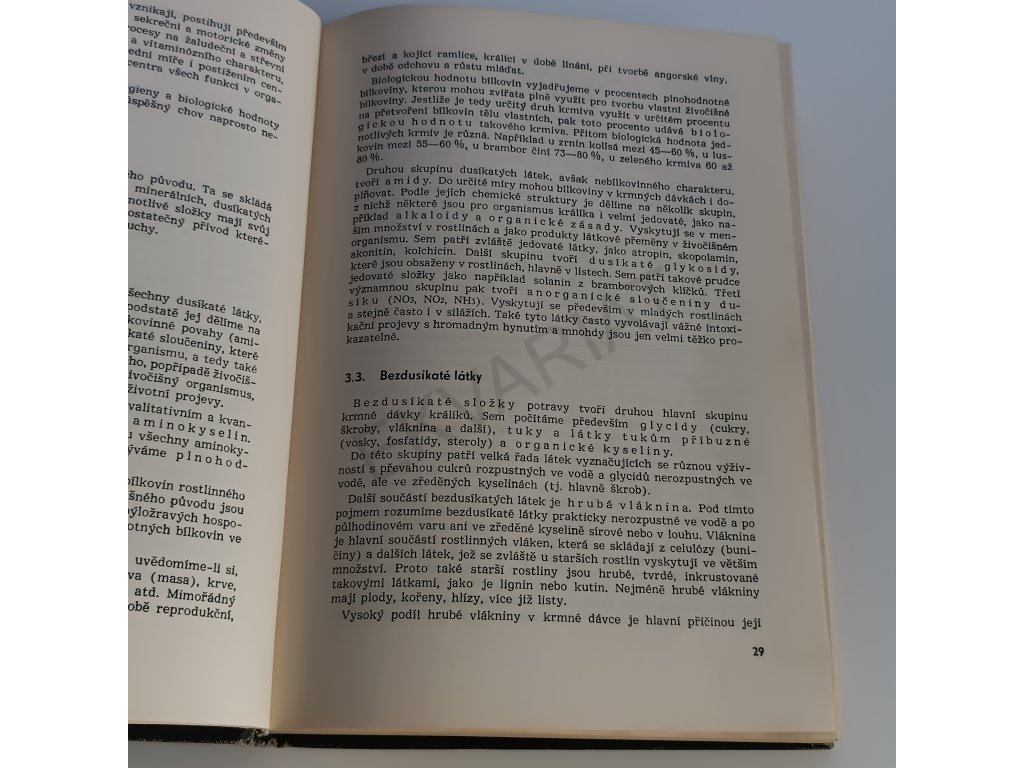 vznikají, postihují především
sekreční a motorické změny
ocesy na žaludeční a střevní
a vitaminózního charakteru,
ední míře i postižením cen-
centra všech funkcí v orga-
gieny a biologické hodnoty
úspěšný chov naprosto ne-
ého původu. Ta se skládá
minerálních, dusíkatých
notlivé složky mají svůj
ostatečný přívod které-
uchy.
šechny dusíkaté látky,
podstatě jej dělíme na
kovinné povahy (ami-
katé sloučeniny, které
organismu, a tedy také
ho, popřípadě živočiš-
ivočišný organismus,
životní projevy.
valitativním a kvan-
aminokyselin.
u všechny aminoky-
ýváme plnohod-
bílkovin rostlinného
šného původu jsou
býložravých hospo-
otných bílkovin ve
uvědomíme-li si,
va (masa), krve,
atd. Mimořádný
obě reprodukční,
březí a kojící ramlice, králíci v době línání, při tvorbě angorské vlny,
v době odchovu a růstu mláďat.
Biologickou hodnotu bílkovin vyjadřujeme v procentech plnohodnotné
bílkoviny, kterou mohou zvířata plně využít pro tvorbu vlastní živočišné
bílkoviny. Jestliže je tedy určitý druh krmiva využit v určitém procentu
na přetvoření bílkovin tělu vlastních, pak toto procento udává biolo-
gickou hodnotu takového krmiva. Přitom biologická hodnota jed-
notlivých krmiv je různá. Například u zrnin kolísá mezi 45—60 %, u lus-
kovin mezi 55—60 %, u brambor činí 73—80 %, u zeleného krmiva 60 až
80 %.
Druhou skupinu dusíkatých látek, avšak nebílkovinného charakteru,
tvoří amidy. Do určité míry mohou bílkoviny v krmných dávkách i do-
plňovat. Podle jejich chemické struktury je dělíme na několik skupin,
z nichž některé jsou pro organismus králíka i velmi jedovaté, jako na-
příklad alkaloidy a organické zásady. Vyskytují se v men-
ším množství v rostlinách a jako produkty látkové přeměny v živočišném
organismu. Sem patří zvláště jedovaté látky, jako atropin, skopolamin,
akonitin, kolchicin. Další skupinu tvoří dusíkaté glykosidy,
které jsou obsaženy v rostlinách, hlavně v listech. Sem patří takové prudce
jedovaté složky jako například solanin z bramborových klíčků. Třetí
významnou skupinu pak tvoří anorganické sloučeniny du-
síku (NO3, NO2, NH3). Vyskytují se především v mladých rostlinách
a stejně často i v silážích. Také tyto látky často vyvolávají vážné intoxi-
kační projevy s hromadným hynutím a mnohdy jsou jen velmi těžko pro-
kazatelné.
3.3. Bezdusíkaté látky
Bezdusíkaté složky potravy tvoří druhou hlavní skupinu
krmné dávky králíků. Sem počítáme především glycidy (cukry,
škroby, vláknina a další), tuky a látky tukům příbuzné
(vosky, fosfatidy, steroly) a organické kyseliny.
Do této skupiny patří velká řada látek vyznačujících se různou výživ-
ností s převahou cukrů rozpustných ve vodě a glycidů nerozpustných ve
vodě, ale ve zředěných kyselinách (tj. hlavně škrob).
Další součástí bezdusíkatých látek je hrubá vláknina. Pod tímto
pojmem rozumíme bezdusíkaté látky prakticky nerozpustné ve vodě a po
půlhodinovém varu ani ve zředěné kyselině sírové nebo v louhu. Vláknina
je hlavní součástí rostlinných vláken, která se skládají z celulózy (buni-
činy) a dalších látek, jež se zvláště u starších rostlin vyskytují ve větším
množství. Proto také starší rostliny jsou hrubé, tvrdé, inkrustované
takovými látkami, jako je lignin nebo kutin. Nejméně hrubé vlákniny
mají plody, kořeny, hlízy, více již listy.
Vysoký podíl hrubé vlákniny v krmné dávce je hlavní příčinou její
29